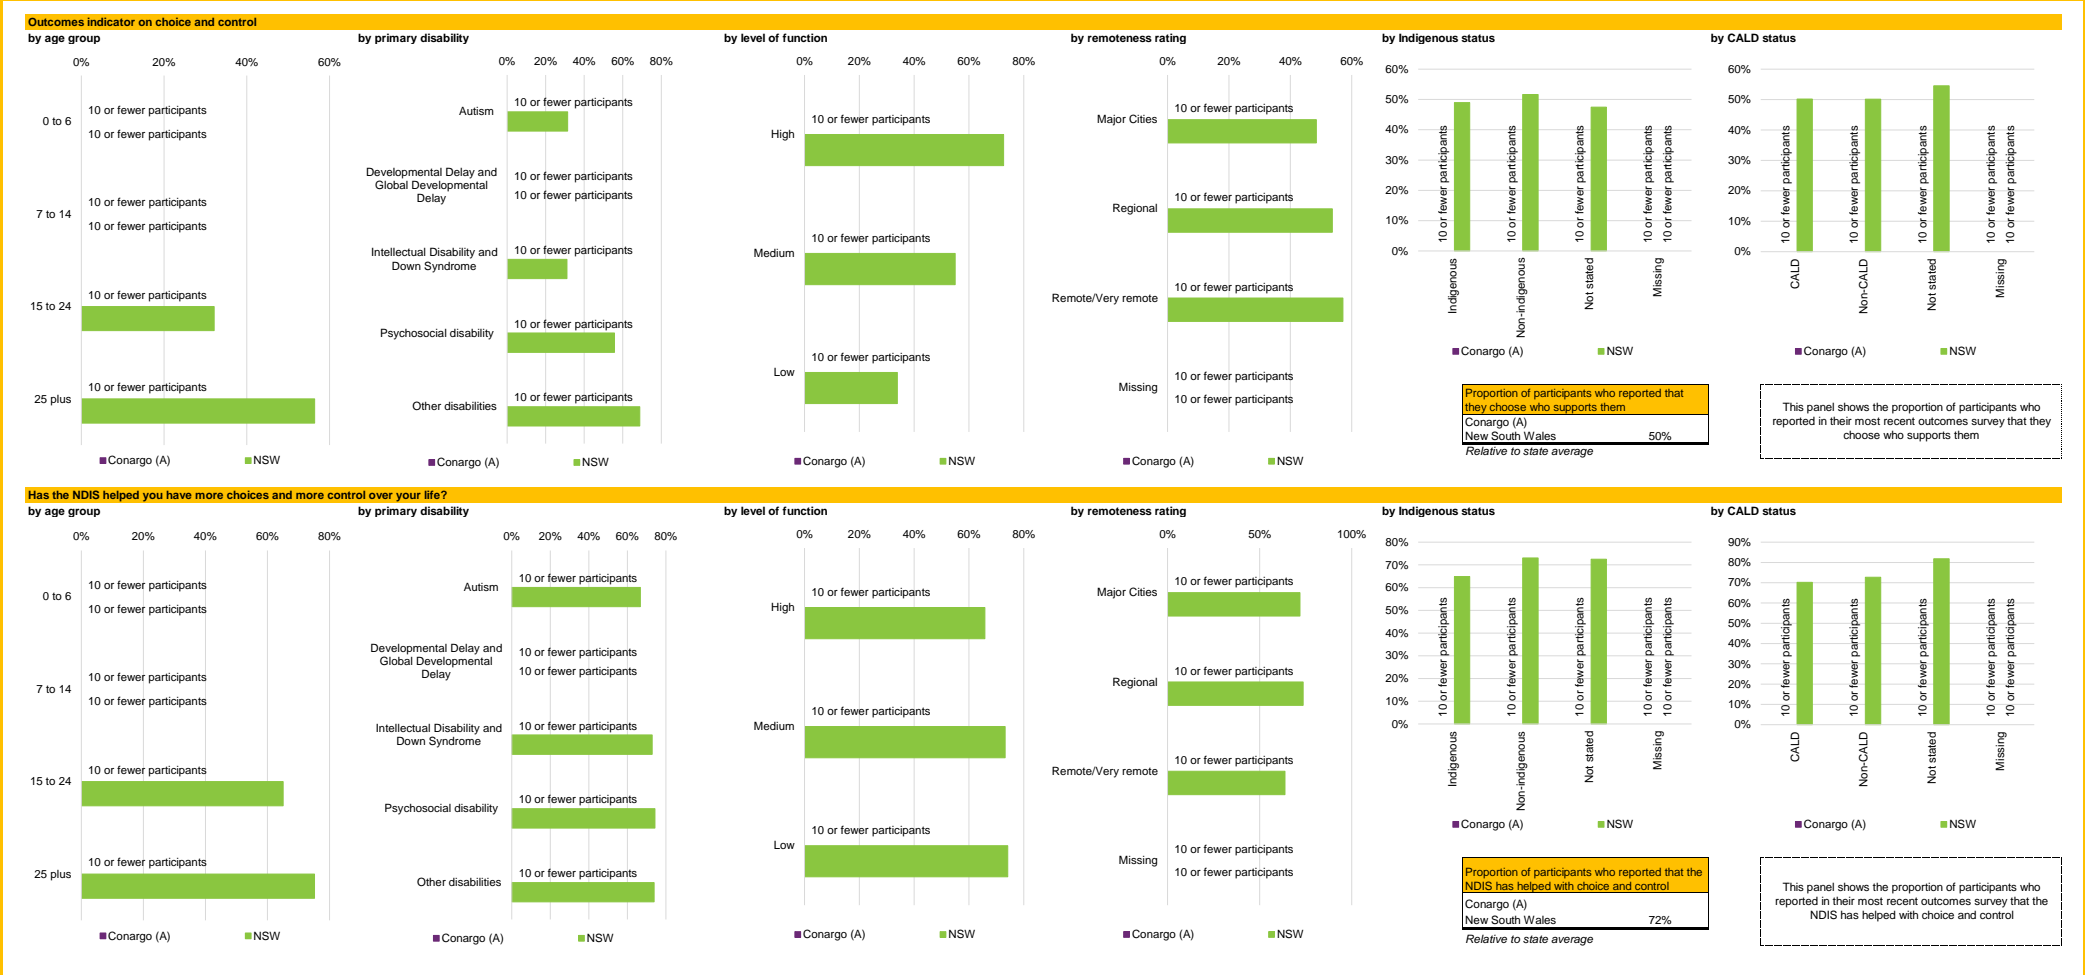 Outcomes indicator on choice and control
by age group
0%
20%
40%
60%
0 to 6
10 or fewer participants
10 or fewer participants
7 to 14
10 or fewer participants
10 or fewer participants
15 to 24
10 or fewer participants
25 plus
10 or fewer participants
Conargo (A)
NSW
by primary disability
0%
20%
40%
60%
80%
Autism
10 or fewer participants
Developmental Delay and
Global Developmental
Delay
10 or fewer participants
10 or fewer participants
Intellectual Disability and
Down Syndrome
10 or fewer participants
Psychosocial disability
10 or fewer participants
Other disabilities
10 or fewer participants
Conargo (A)
NSW
by level of function
0%
20%
40%
60%
80%
High
10 or fewer participants
Medium
10 or fewer participants
Low
10 or fewer participants
Conargo (A)
NSW
by remoteness rating
0%
20%
40%
60%
Major Cities
10 or fewer participants
Regional
10 or fewer participants
Remote/Very remote
10 or fewer participants
Missing
10 or fewer participants
10 or fewer participants
Conargo (A)
NSW
by Indigenous status
60%
50%
40%
30%
20%
10%
0%
10 or fewer participants
10 or fewer participants
10 or fewer participants
10 or fewer participants
10 or fewer participants
Indigenous
Non-indigenous
Not stated
Missing
Conargo (A)
NSW
by CALD status
60%
50%
40%
30%
20%
10%
0%
10 or fewer participants
10 or fewer participants
10 or fewer participants
10 or fewer participants
10 or fewer participants
CALD
Non-CALD
Not stated
Missing
Conargo (A)
NSW
Proportion of participants who reported that
they choose who supports them
Conargo (A)
New South Wales 50%
Relative to state average
This panel shows the proportion of participants who
reported in their most recent outcomes survey that they
choose who supports them
Has the NDIS helped you have more choices and more control over your life?
by age group
0%
20%
40%
60%
80%
0 to 6
10 or fewer participants
10 or fewer participants
7 to 14
10 or fewer participants
10 or fewer participants
15 to 24
10 or fewer participants
25 plus
10 or fewer participants
Conargo (A)
NSW
by primary disability
0%
20%
40%
60%
80%
Autism
10 or fewer participants
Developmental Delay and
Global Developmental
Delay
10 or fewer participants
10 or fewer participants
Intellectual Disability and
Down Syndrome
10 or fewer participants
Psychosocial disability
10 or fewer participants
Other disabilities
10 or fewer participants
Conargo (A)
NSW
by level of function
0%
20%
40%
60%
80%
High
10 or fewer participants
Medium
10 or fewer participants
Low
10 or fewer participants
Conargo (A)
NSW
by remoteness rating
0%
50%
100%
Major Cities
10 or fewer participants
Regional
10 or fewer participants
Remote/Very remote
10 or fewer participants
Missing
10 or fewer participants
10 or fewer participants
Conargo (A)
NSW
by Indigenous status
80%
70%
60%
50%
40%
30%
20%
10%
0%
10 or fewer participants
10 or fewer participants
10 or fewer participants
10 or fewer participants
10 or fewer participants
Indigenous
Non-indigenous
Not stated
Missing
Conargo (A)
NSW
by CALD status
90%
80%
70%
60%
50%
40%
30%
20%
10%
0%
10 or fewer participants
10 or fewer participants
10 or fewer participants
10 or fewer participants
10 or fewer participants
CALD
Non-CALD
Not stated
Missing
Conargo (A)
NSW
Proportion of participants who reported that the
NDIS has helped with choice and control
Conargo (A)
New South Wales 72%
Relative to state average
This panel shows the proportion of participants who
reported in their most recent outcomes survey that the
NDIS has helped with choice and control